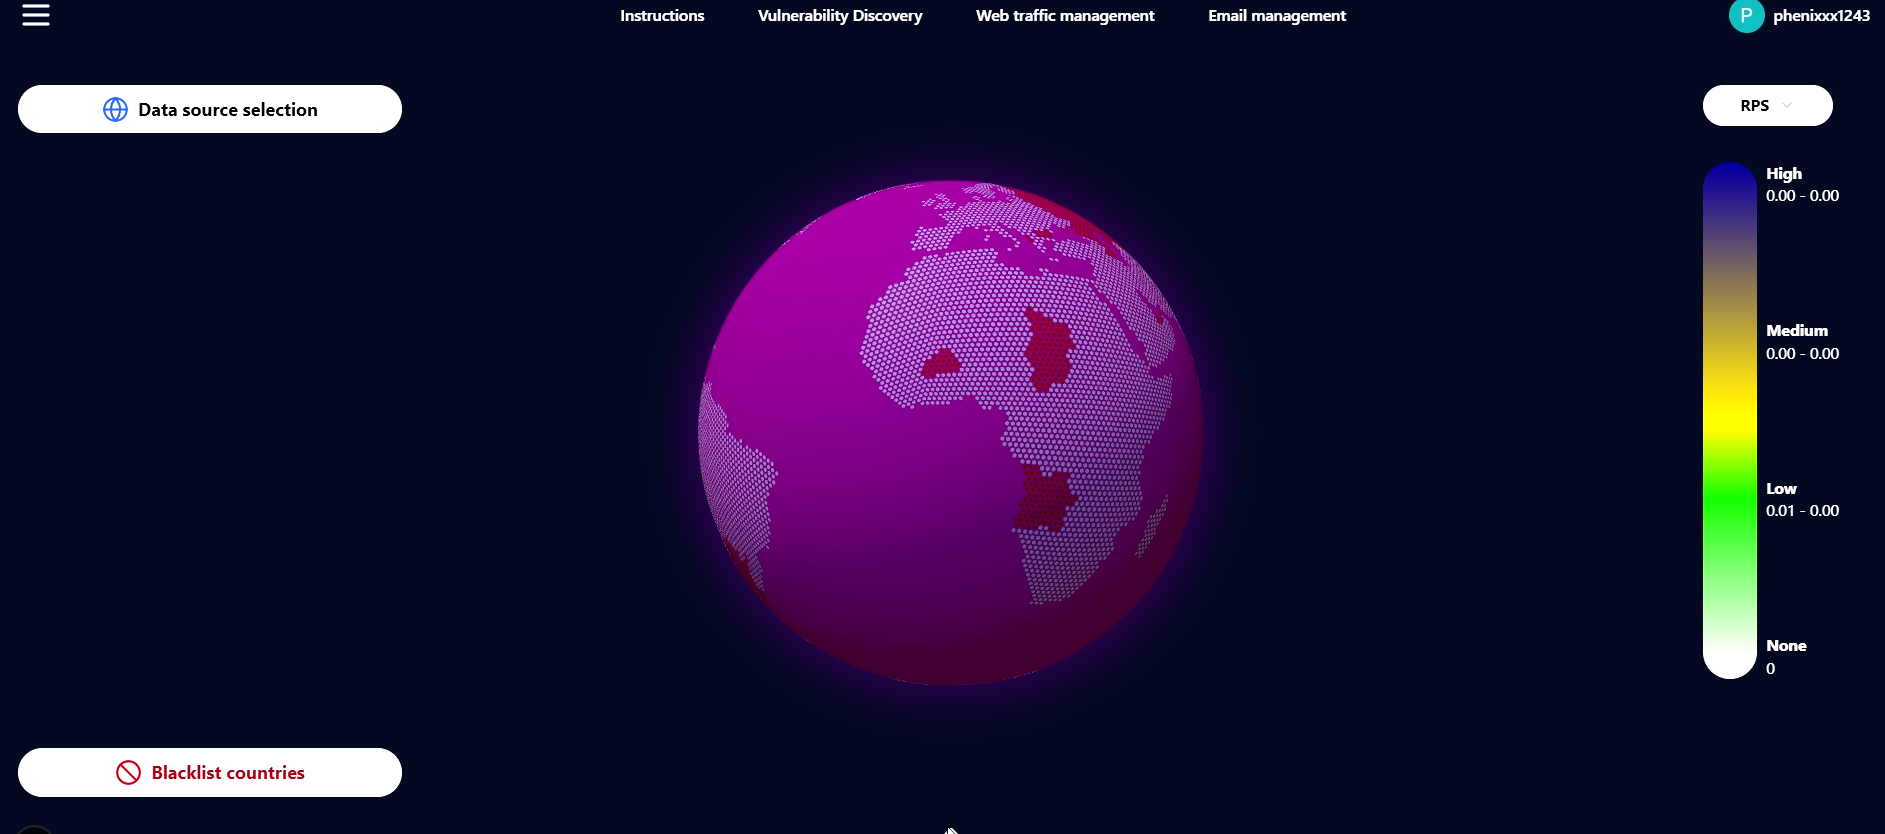 Instructions
Vulnerability Discovery
Web traffic management
Email management
P
phenixxx1243
Data source selection
RPS
High
0.00 - 0.00
Medium
0.00 - 0.00
Low
0.01 - 0.00
None
0
Blacklist countries